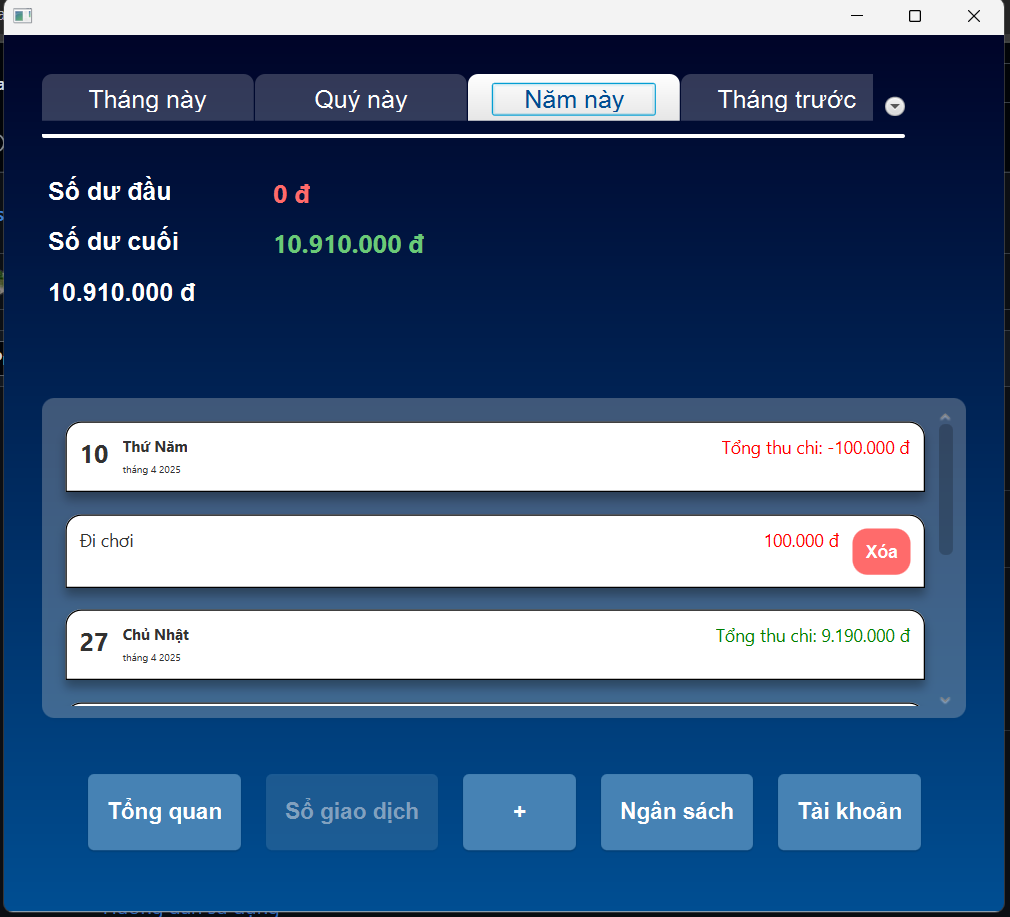 Tháng này
Quý này
Năm này
Tháng trước
Số dư đầu
0 đ
Số dư cuối
10.910.000 đ
10.910.000 đ
10 Thứ Năm
tháng 4 2025
Tổng thu chi: -100.000 đ
Đi chơi
100.000 đ
Xóa
27 Chủ Nhật
tháng 4 2025
Tổng thu chi: 9.190.000 đ
Tổng quan
Sổ giao dịch
+
Ngân sách
Tài khoản